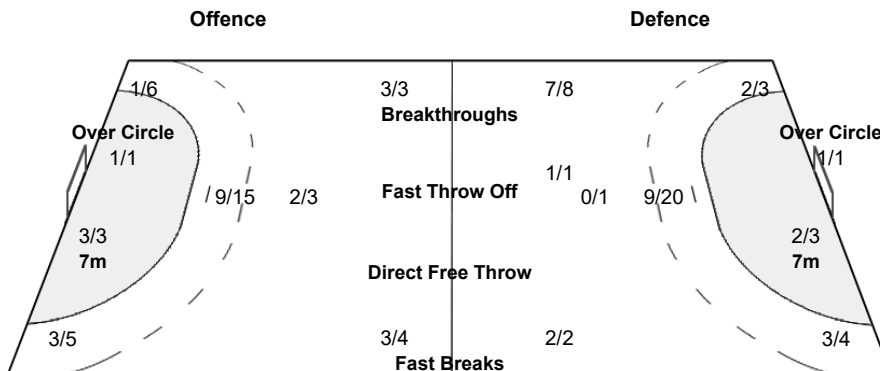 Offence Defence
1/6 3/3 7/8 2/3
Breakthroughs
Over Circle Over Circle
1/1 1/1
1/1
9/15 2/3 Fast Throw Off 0/1 9/20
3/3 2/3
7m 7m
Direct Free Throw
3/5 3/4 2/2 3/4
Fast Breaks